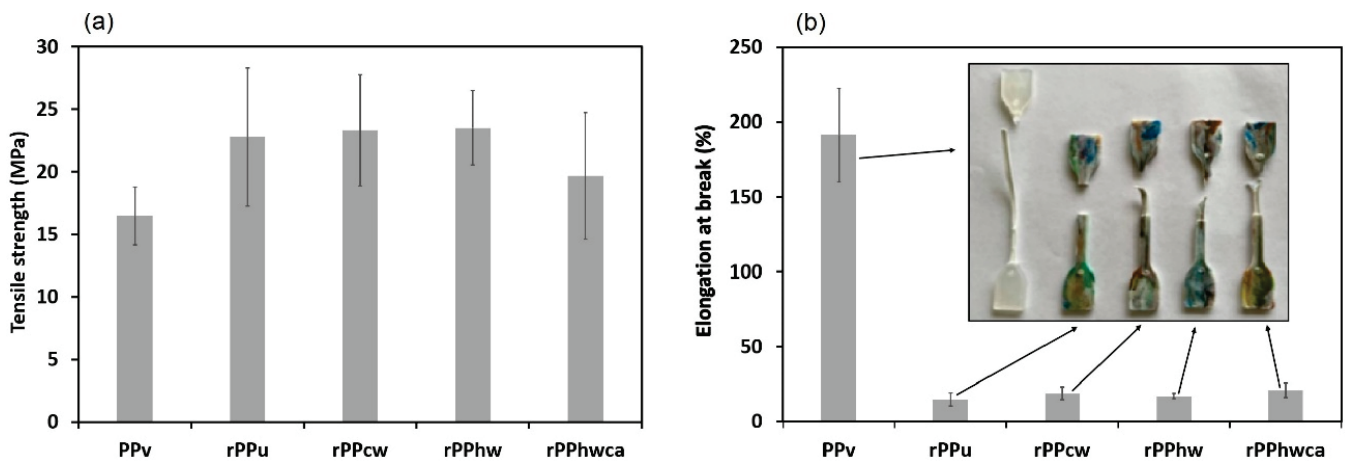 (a)
30
25
20
15
10
5
0
Tensile strength (MPa)
PPv rPPu rPPcw rPPhw rPPhwca
(b)
250
200
150
100
50
0
Elongation at break (%)
PPv rPPu rPPcw rPPhw rPPhwca